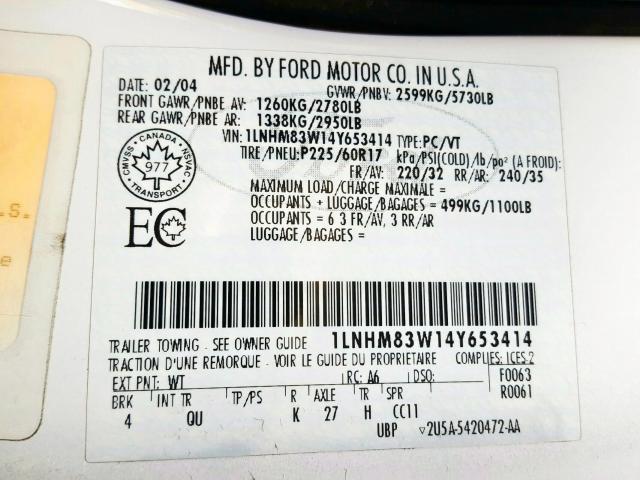 MFD. BY FORD MOTOR CO. IN U.S.A.
DATE: 02/04 GVWR/PNBV: 2599KG/5730LB
FRONT GAWR/PNBE AV: 1260KG/2780LB
REAR GAWR/PNBE AR: 1338KG/2950LB
VIN: 1LNHM83W14Y653414 TYPE: PC/VT
TIRE/PNEU: P225/60R17 kPa/PSI(COLD)/lb/po² (A FROID):
FR/AV: 220/32 RR/AR: 240/35
MAXIMUM LOAD/CHARGE MAXIMALE =
OCCUPANTS + LUGGAGE/BAGAGES = 499KG/1100LB
OCCUPANTS = 6 3 FR/AV, 3 RR/AR
LUGGAGE/BAGAGES =
CANADA
CMVSS NSVAC
977
TRANSPORT
EC
S.
e
1LNHM83W14Y653414
TRAILER TOWING - SEE OWNER GUIDE
TRACTION D'UNE REMORQUE - VOIR LE GUIDE DU PROPRIETAIRE COMPLIES: ICES-2
EXT PNT: WT RC: A6 DSO: F0063
R0061
BRK INT TR TP/PS R AXLE TR SPR
4 QU K 27 H CC11
UBP ▽2U5A-5420472-AA